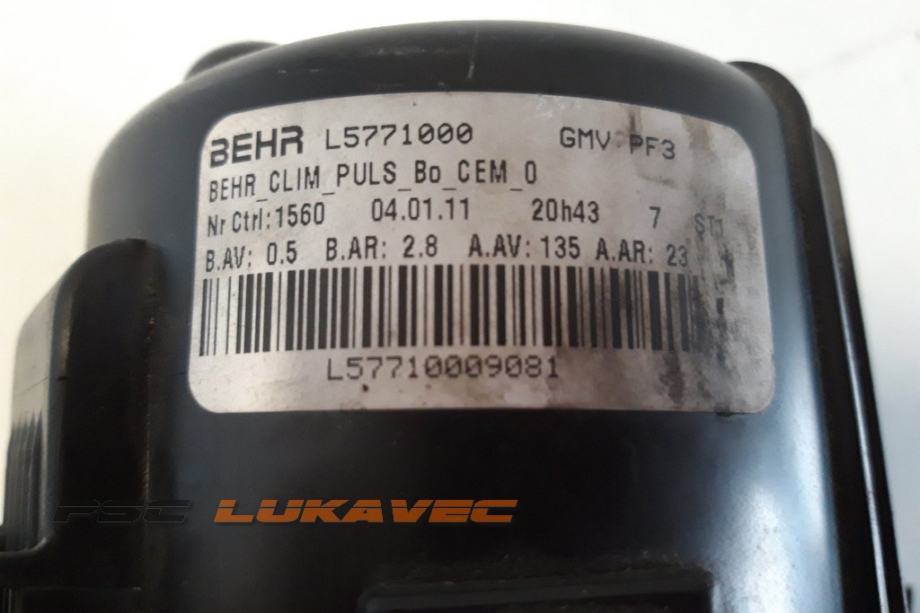 BEHR L5771000 GMV PF3
BEHR_CLIM_PULS_Bo_CEM_0
Nr Ctrl:1560 04.01.11 20h43 7 ST1
B.AV: 0.5 B.AR: 2.8 A.AV: 135 A.AR: 23
L57710009081
PSC LUKAVEC